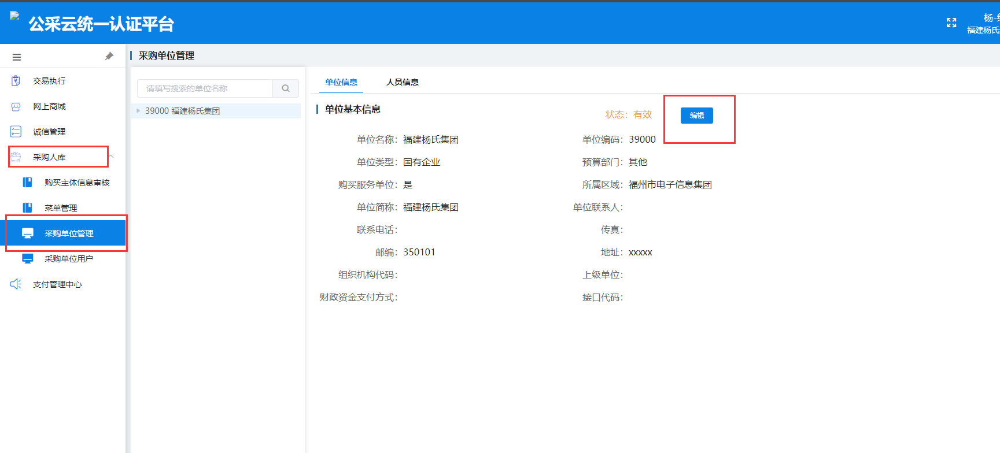 公采云统一认证平台
福建杨氏
采购单位管理
交易执行
网上商城
诚信管理
采购人库
购买主体信息审核
菜单管理
采购单位管理
采购单位用户
支付管理中心
请填写搜索的单位名称
39000 福建杨氏集团
单位信息 人员信息
单位基本信息 状态：有效 编辑
单位名称：福建杨氏集团 单位编码：39000
单位类型：国有企业 预算部门：其他
购买服务单位：是 所属区域：福州市电子信息集团
单位简称：福建杨氏集团 单位联系人：
联系电话： 传真：
邮编：350101 地址：xxxxx
组织机构代码： 上级单位：
财政资金支付方式： 接口代码：